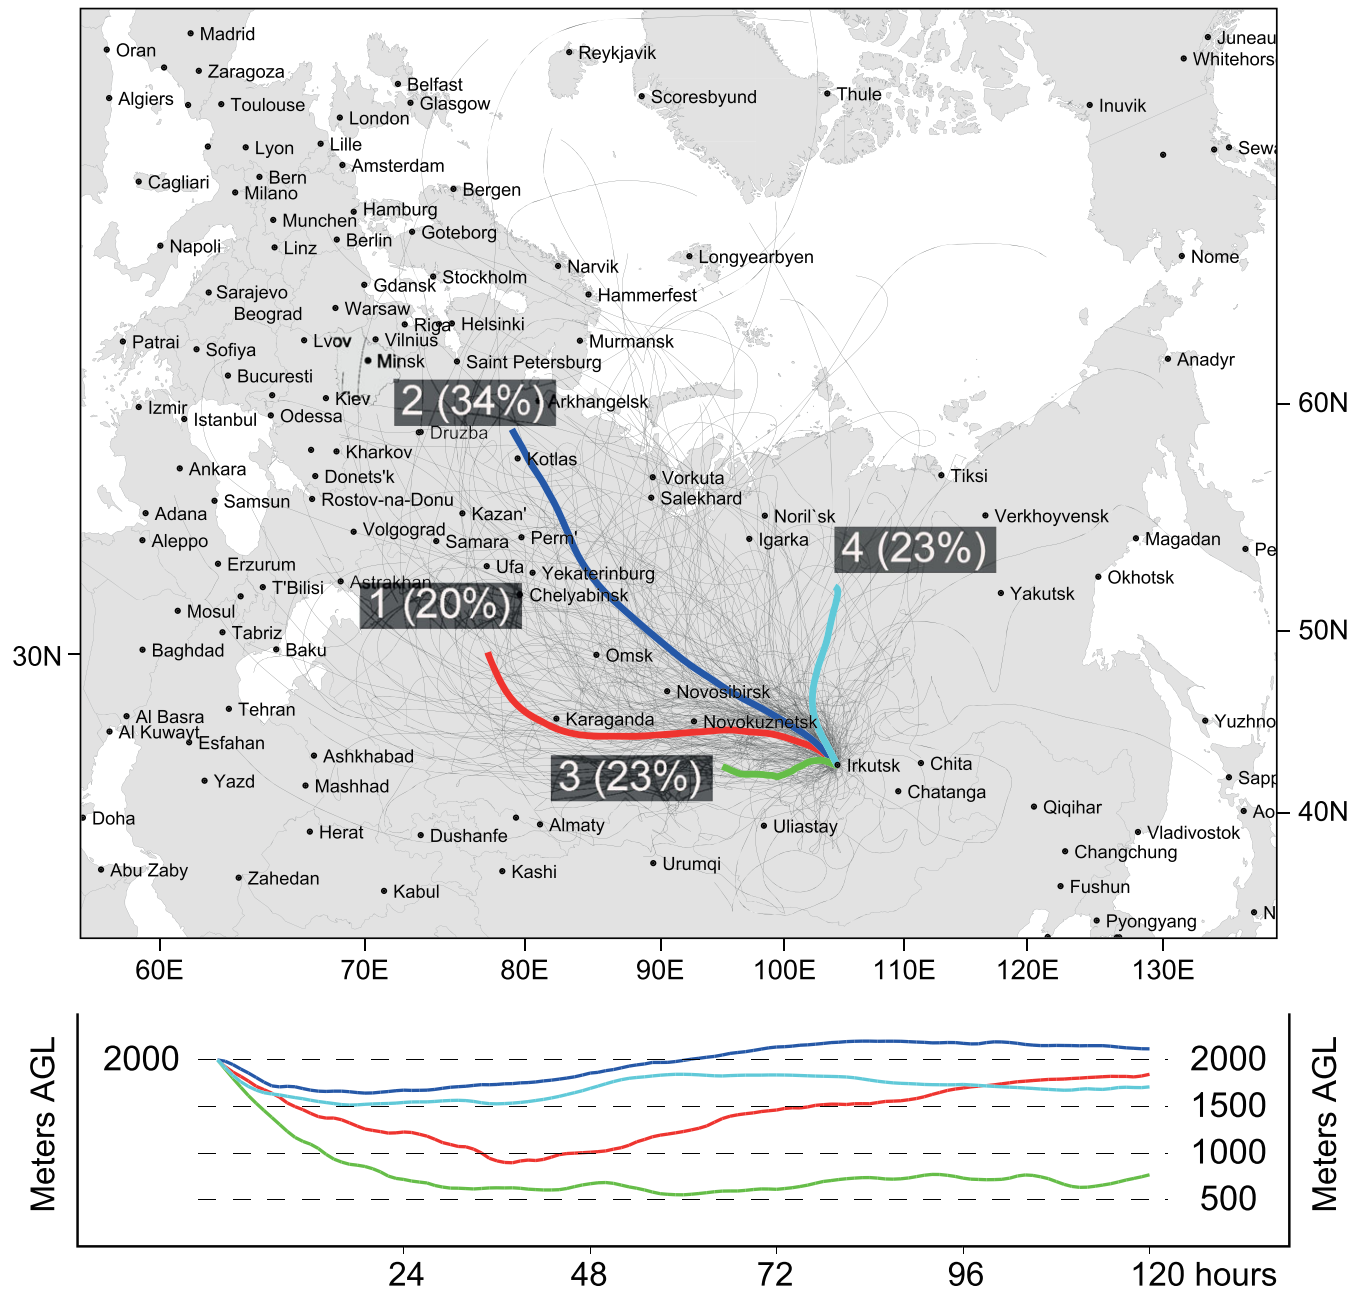 Madrid
Juneau
Oran
Reykjavik
Whitehors
Zaragoza
Belfast
Algiers
Toulouse
Glasgow
Scoresbyund
Thule
Inuvik
London
Lyon
Lille
Sewa
Amsterdam
Cagliari
Bern
Milano
Bergen
Munchen
Hamburg
Napoli
Linz
Berlin
Goteborg
Longyearbyen
Nome
Narvik
Stockholm
Gdansk
Sarajevo
Hammerfest
Beograd
Warsaw
Riga
Helsinki
Patrai
Sofiya
Lvov
Vilnius
Murmansk
Minsk
Saint Petersburg
Anadyr
Bucuresti
2 (34%)
Kiev
Arkhangelsk
60N
Izmir
Istanbul
Odessa
Druzba
Kharkov
Kotlas
Ankara
Donets'k
Vorkuta
Tiksi
Samsun
Rostov-na-Donu
Salekhard
Adana
Kazan'
Noril`sk
Verkhoyvensk
Aleppo
Volgograd
Samara
Perm'
Igarka
4 (23%)
Magadan
Pe
Erzurum
Ufa
Yekaterinburg
Okhotsk
T'Bilisi
Astrakhan
Chelyabinsk
Yakutsk
1 (20%)
Mosul
Tabriz
50N
30N
Baghdad
Baku
Omsk
Novosibirsk
Al Basra
Tehran
Karaganda
Novokuznetsk
Yuzhno
Al Kuwayt
Esfahan
Ashkhabad
3 (23%)
Irkutsk
Chita
Yazd
Mashhad
Chatanga
Sapp
Doha
Herat
Dushanfe
Almaty
Uliastay
Qiqihar
Ao
40N
Vladivostok
Abu Zaby
Zahedan
Kashi
Urumqi
Changchung
Kabul
Fushun
Pyongyang
N
60E 70E 80E 90E 100E 110E 120E 130E
Meters AGL
2000
2000
1500
1000
500
Meters AGL
24 48 72 96 120 hours